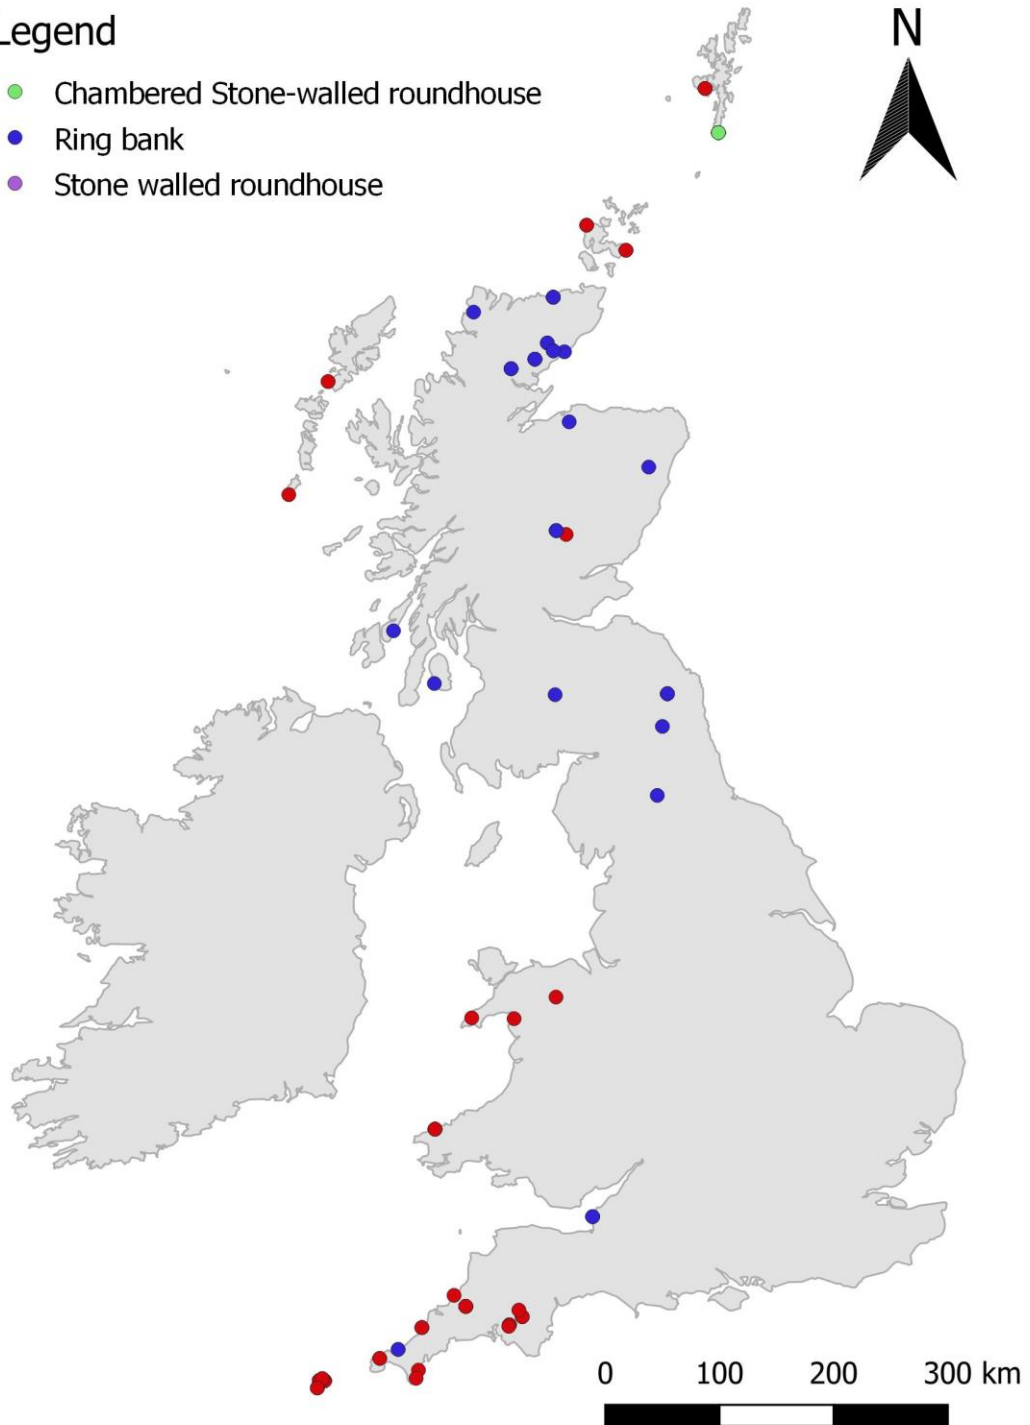 Legend
N
Chambered Stone-walled roundhouse
Ring bank
Stone walled roundhouse
0 100 200 300 km